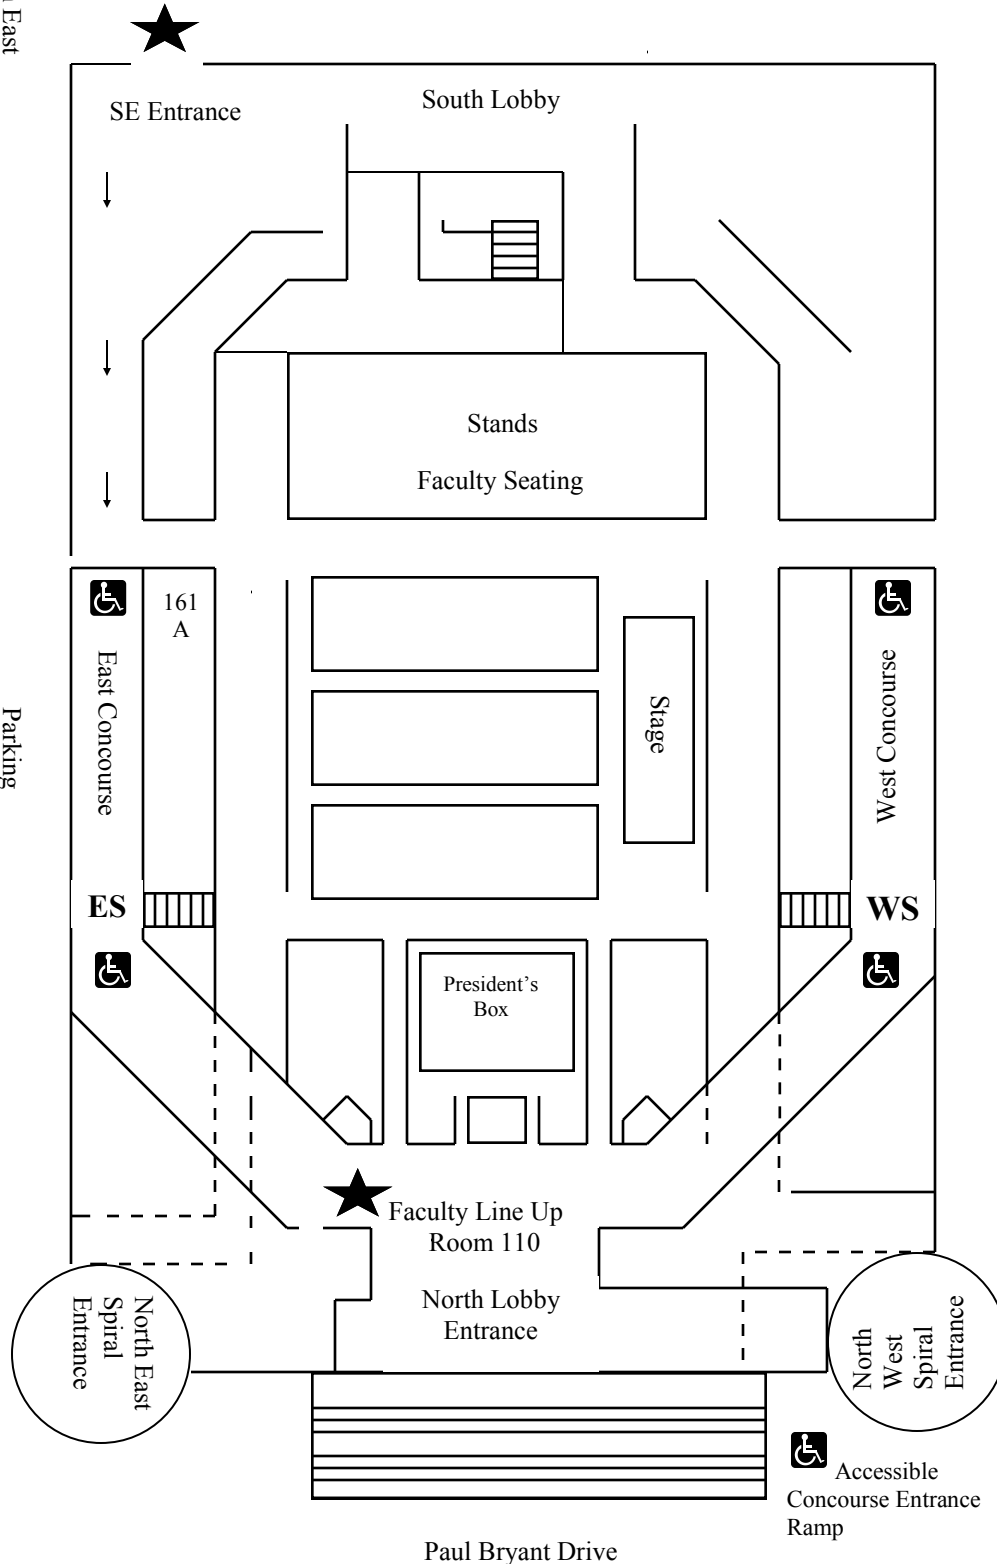 East
SE Entrance
South Lobby
Stands
Faculty Seating
161
A
East Concourse
Stage
West Concourse
Parking
ES
WS
President’s
Box
Faculty Line Up
Room 110
North Lobby
Entrance
North East
Spiral
Entrance
North
West
Spiral
Entrance
Accessible
Concourse Entrance
Ramp
Paul Bryant Drive